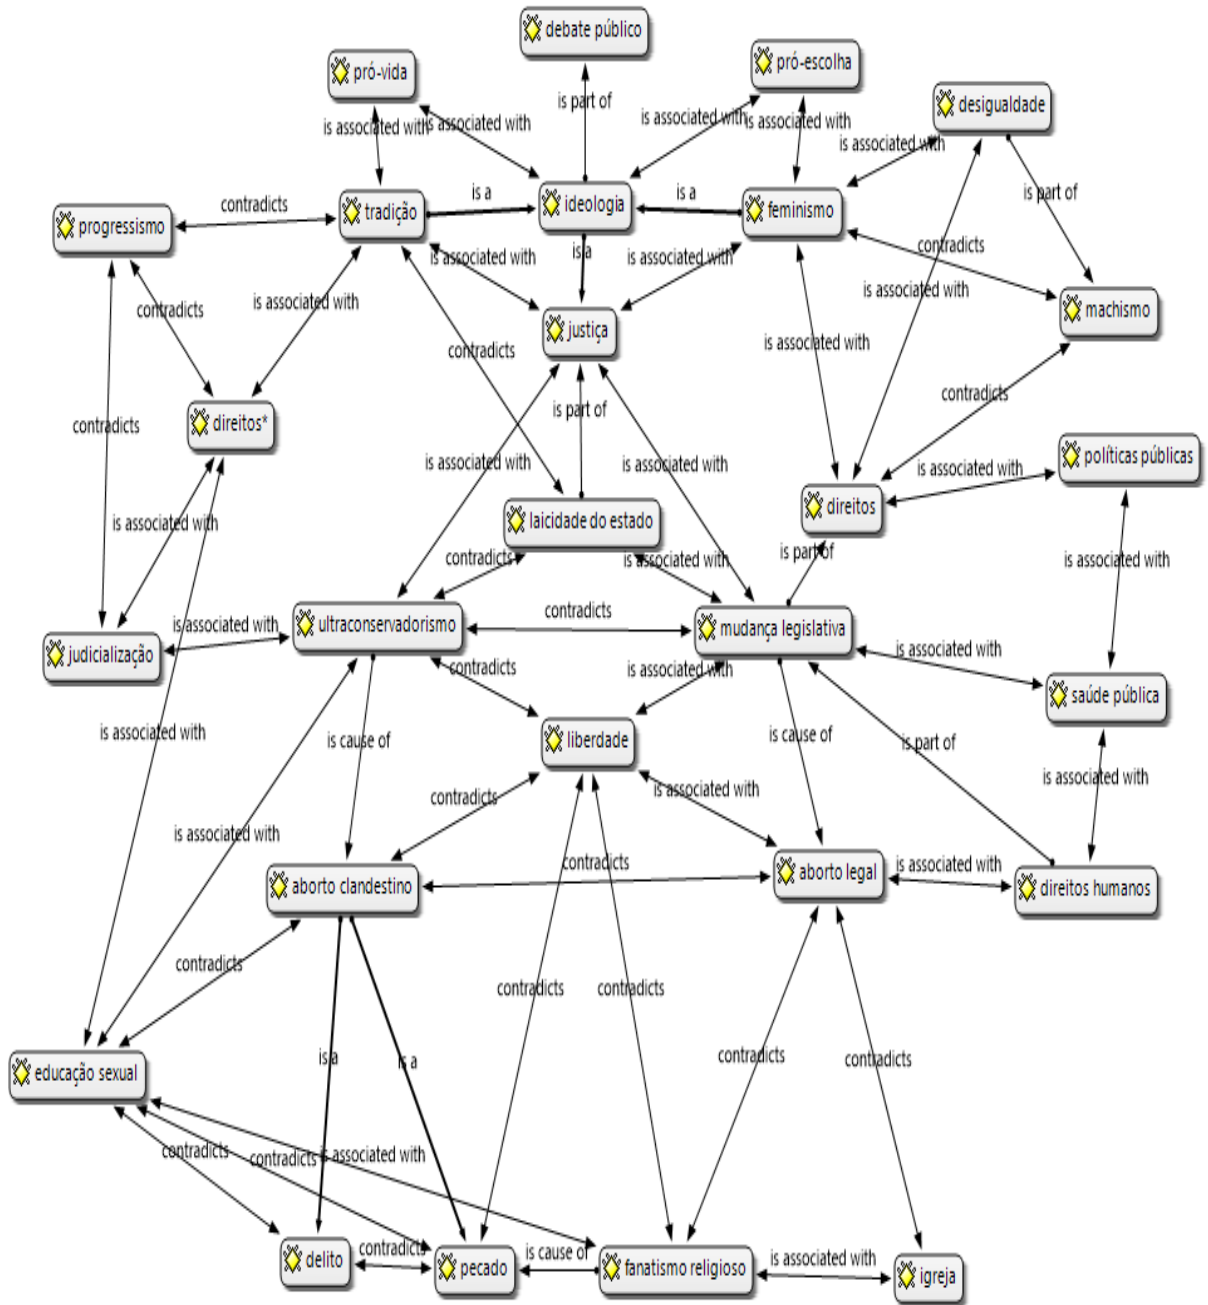 debate público
pró-vida
pró-escolha
desigualdade
is part of
is associated with
is associated with
is associated with
is associated with
is associated with
is part of
progressismo
contradicts
tradição
is a
ideologia
is a
feminismo
is associated with
is a
is associated with
contradicts
contradicts
is associated with
is associated with
machismo
justiça
contradicts
is associated with
contradicts
direitos*
contradicts
is part of
is associated with
is associated with
is associated with
políticas públicas
is associated with
laicidade do estado
direitos
contradicts
is associated with
is part of
is associated with
judicialização
is associated with
ultraconservadorismo
contradicts
mudança legislativa
is associated with
contradicts
is associated with
saúde pública
is associated with
is cause of
liberdade
is cause of
is part of
is associated with
contradicts
is associated with
is associated with
aborto clandestino
contradicts
aborto legal
is associated with
direitos humanos
contradicts
contradicts
contradicts
educação sexual
is a
is a
contradicts
contradicts
contradicts
contradicts
is associated with
delito
contradicts
pecado
is cause of
fanatismo religioso
is associated with
igreja